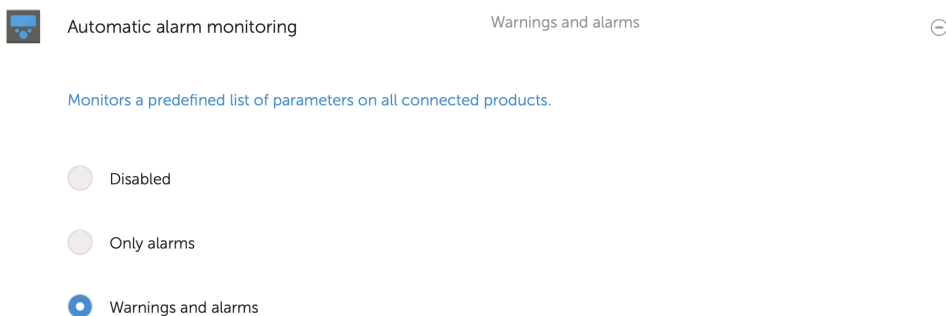 Automatic alarm monitoring
Warnings and alarms
Monitors a predefined list of parameters on all connected products.
Disabled
Only alarms
Warnings and alarms